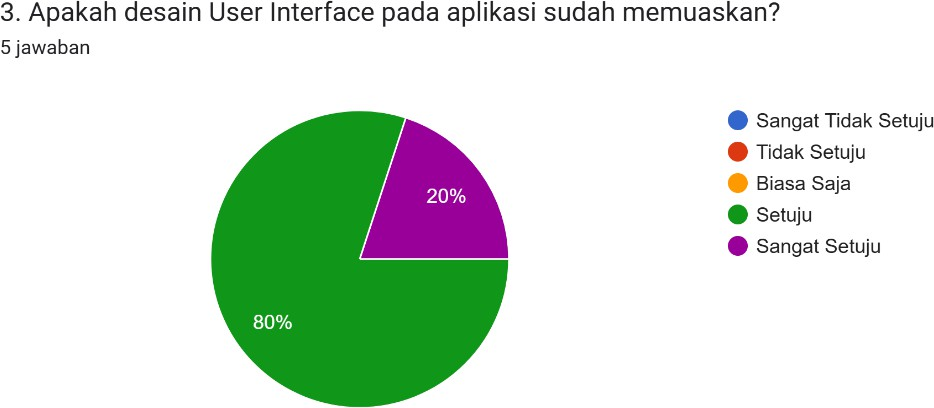 3. Apakah desain User Interface pada aplikasi sudah memuaskan?
5 jawaban
Sangat Tidak Setuju
Tidak Setuju
Biasa Saja
Setuju
Sangat Setuju
20%
80%